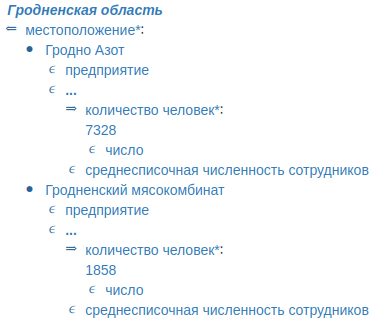 Гродненская область
⇐ местоположение*:
● Гродно Азот
ϵ предприятие
ϵ ...
⇒ количество человек*:
7328
ϵ число
ϵ среднесписочная численность сотрудников
● Гродненский мясокомбинат
ϵ предприятие
ϵ ...
⇒ количество человек*:
1858
ϵ число
ϵ среднесписочная численность сотрудников